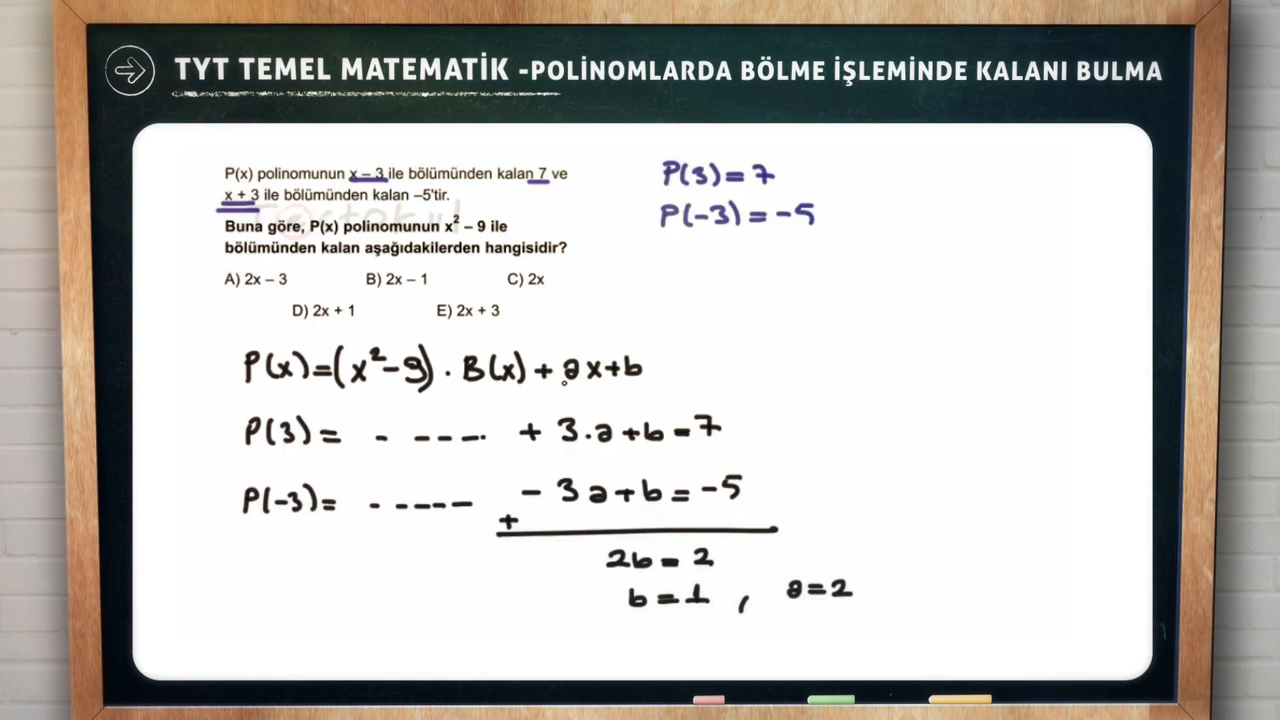 TYT TEMEL MATEMATİK -POLİNOMLARDA BÖLME İŞLEMİNDE KALANI BULMA
P(x) polinomunun x – 3 ile bölümünden kalan 7 ve
x + 3 ile bölümünden kalan –5'tir.
Buna göre, P(x) polinomunun x² – 9 ile
bölümünden kalan aşağıdakilerden hangisidir?
A) 2x – 3 B) 2x – 1 C) 2x
D) 2x + 1 E) 2x + 3
P(3) = 7
P(-3) = -5
P(x) = (x²-9) . B(x) + ax+b
P(3) = - ---- + 3.a+b = 7
P(-3) = - ---- - 3a+b = -5
+
2b = 2
b = 1 , a = 2